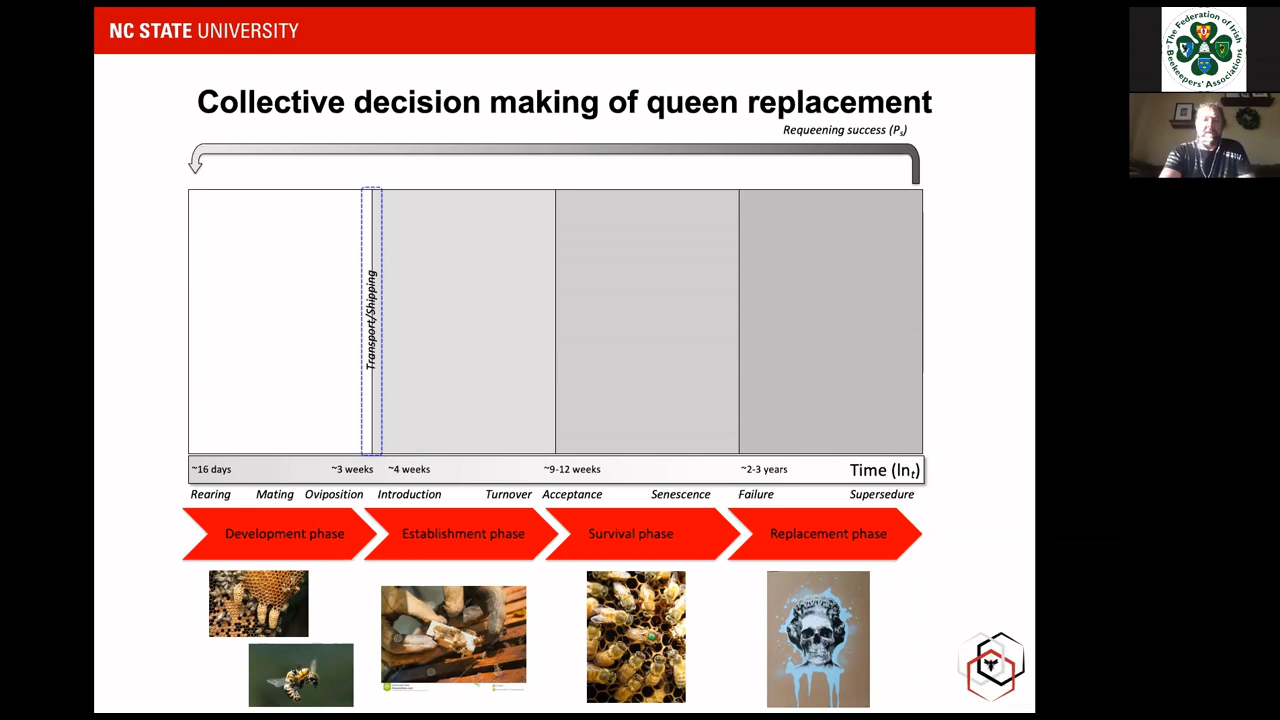 NC STATE UNIVERSITY
Collective decision making of queen replacement
Requeening success (Ps)
Transport/Shipping
~16 days ~3 weeks ~4 weeks ~9-12 weeks ~2-3 years Time (lnt)
Rearing Mating Oviposition Introduction Turnover Acceptance Senescence Failure Supersedure
Development phase Establishment phase Survival phase Replacement phase
The Federation of Irish
Beekeepers' Associations